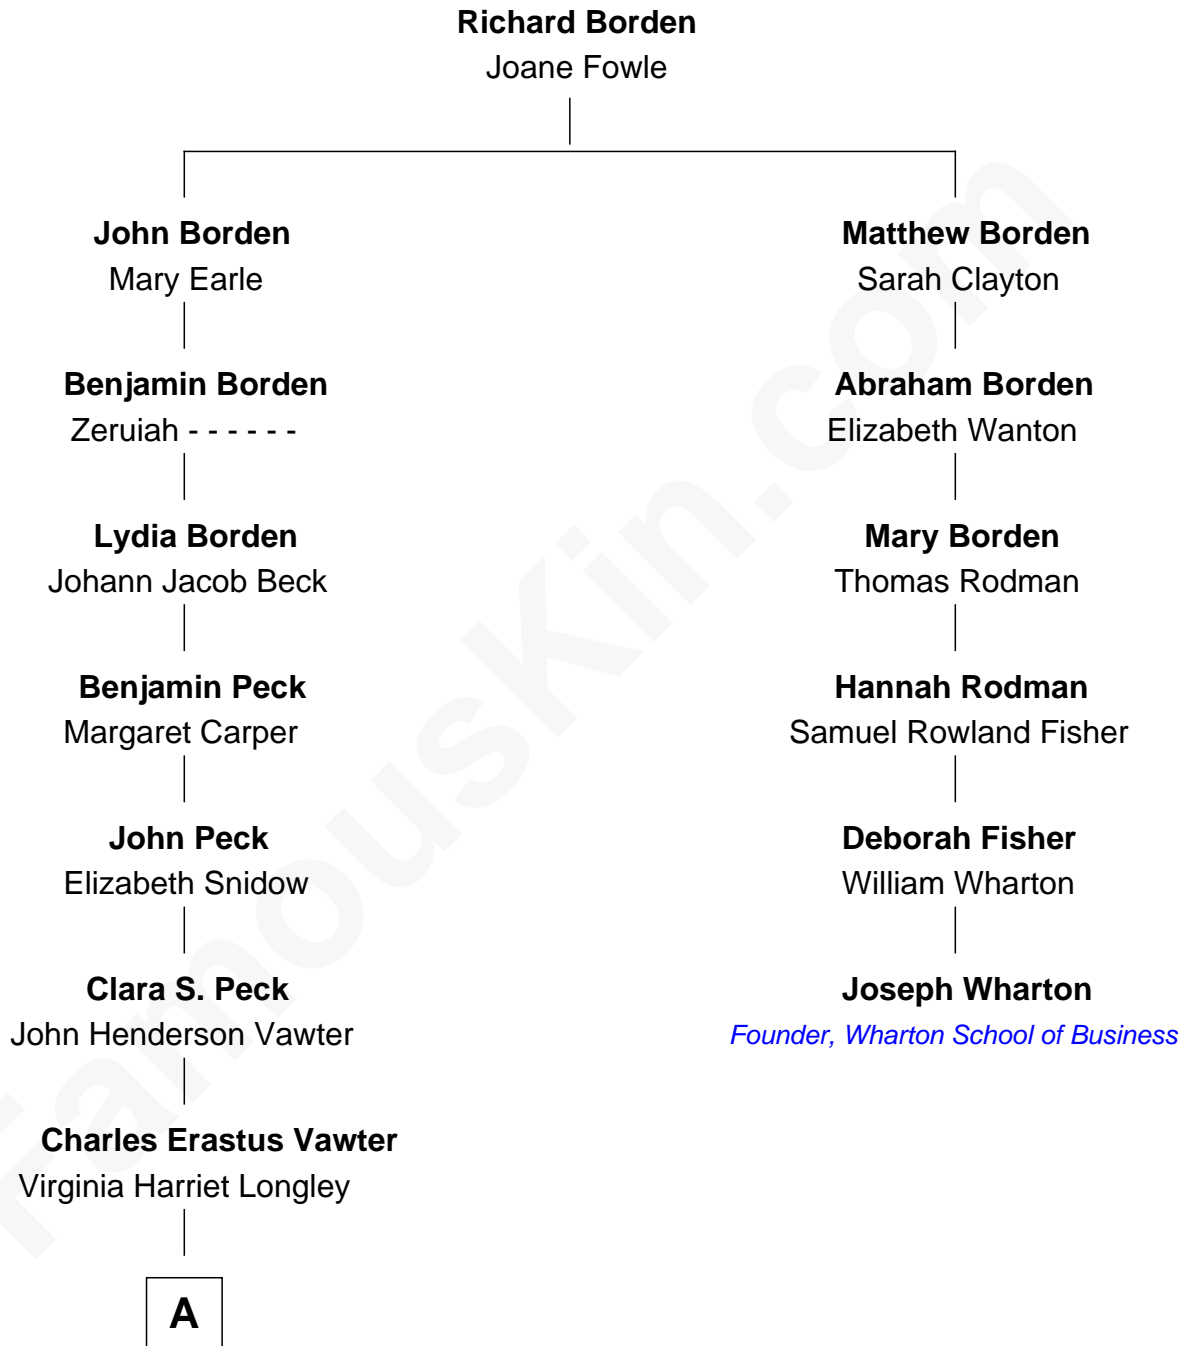 Richard Borden
Joane Fowle
John Borden
Mary Earle
Matthew Borden
Sarah Clayton
Benjamin Borden
Zeruiah - - - - - -
Abraham Borden
Elizabeth Wanton
Lydia Borden
Johann Jacob Beck
Mary Borden
Thomas Rodman
Benjamin Peck
Margaret Carper
Hannah Rodman
Samuel Rowland Fisher
John Peck
Elizabeth Snidow
Deborah Fisher
William Wharton
Clara S. Peck
John Henderson Vawter
Joseph Wharton
Founder, Wharton School of Business
Charles Erastus Vawter
Virginia Harriet Longley
A
FamousKin.com